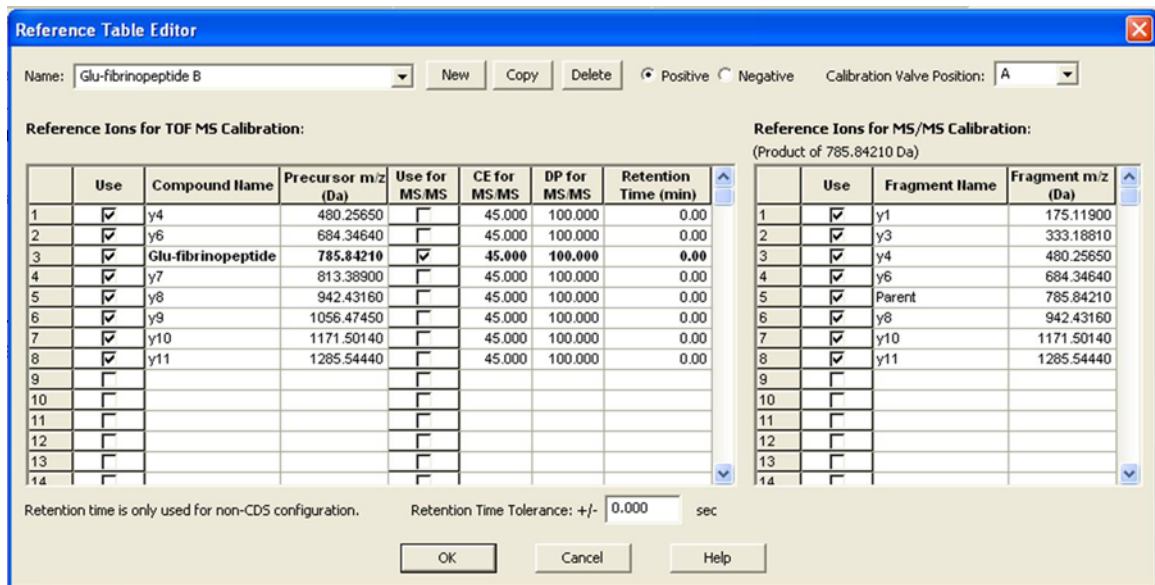 Reference Table Editor
Name: Glu-fibrinopeptide B New Copy Delete Positive Negative Calibration Valve Position: A
Reference Ions for TOF MS Calibration:
Use Compound Name Precursor m/z (Da) Use for MS/MS CE for MS/MS DP for MS/MS Retention Time (min)
1 y4 480.25650 45.000 100.000 0.00
2 y6 684.34640 45.000 100.000 0.00
3 Glu-fibrinopeptide 785.84210 45.000 100.000 0.00
4 y7 813.38900 45.000 100.000 0.00
5 y8 942.43160 45.000 100.000 0.00
6 y9 1056.47450 45.000 100.000 0.00
7 y10 1171.50140 45.000 100.000 0.00
8 y11 1285.54440 45.000 100.000 0.00
9
10
11
12
13
14
Reference Ions for MS/MS Calibration:
(Product of 785.84210 Da)
Use Fragment Name Fragment m/z (Da)
1 y1 175.11900
2 y3 333.18810
3 y4 480.25650
4 y6 684.34640
5 Parent 785.84210
6 y8 942.43160
7 y10 1171.50140
8 y11 1285.54440
9
10
11
12
13
14
Retention time is only used for non-CDS configuration. Retention Time Tolerance: +/- 0.000 sec
OK Cancel Help